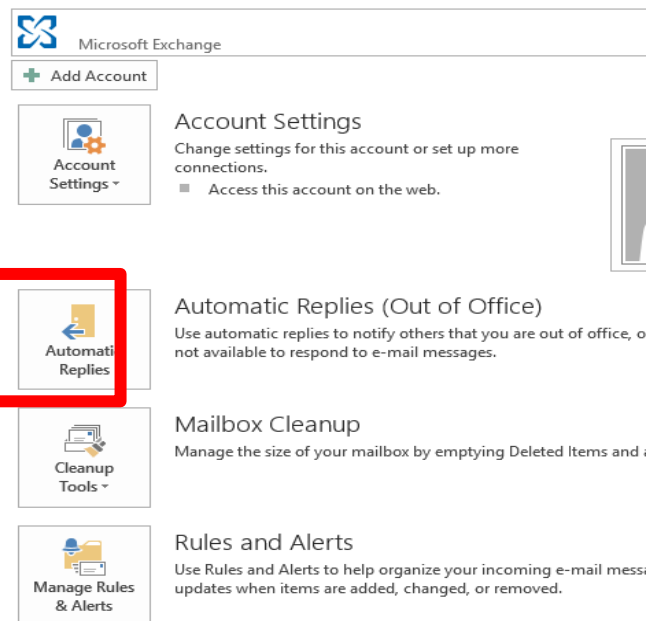 Microsoft Exchange
Add Account
Account Settings
Change settings for this account or set up more
connections.
Access this account on the web.
Account
Settings
Automatic Replies (Out of Office)
Use automatic replies to notify others that you are out of office, o
not available to respond to e-mail messages.
Automati
Replies
Mailbox Cleanup
Manage the size of your mailbox by emptying Deleted Items and a
Cleanup
Tools
Rules and Alerts
Use Rules and Alerts to help organize your incoming e-mail messa
updates when items are added, changed, or removed.
Manage Rules
& Alerts